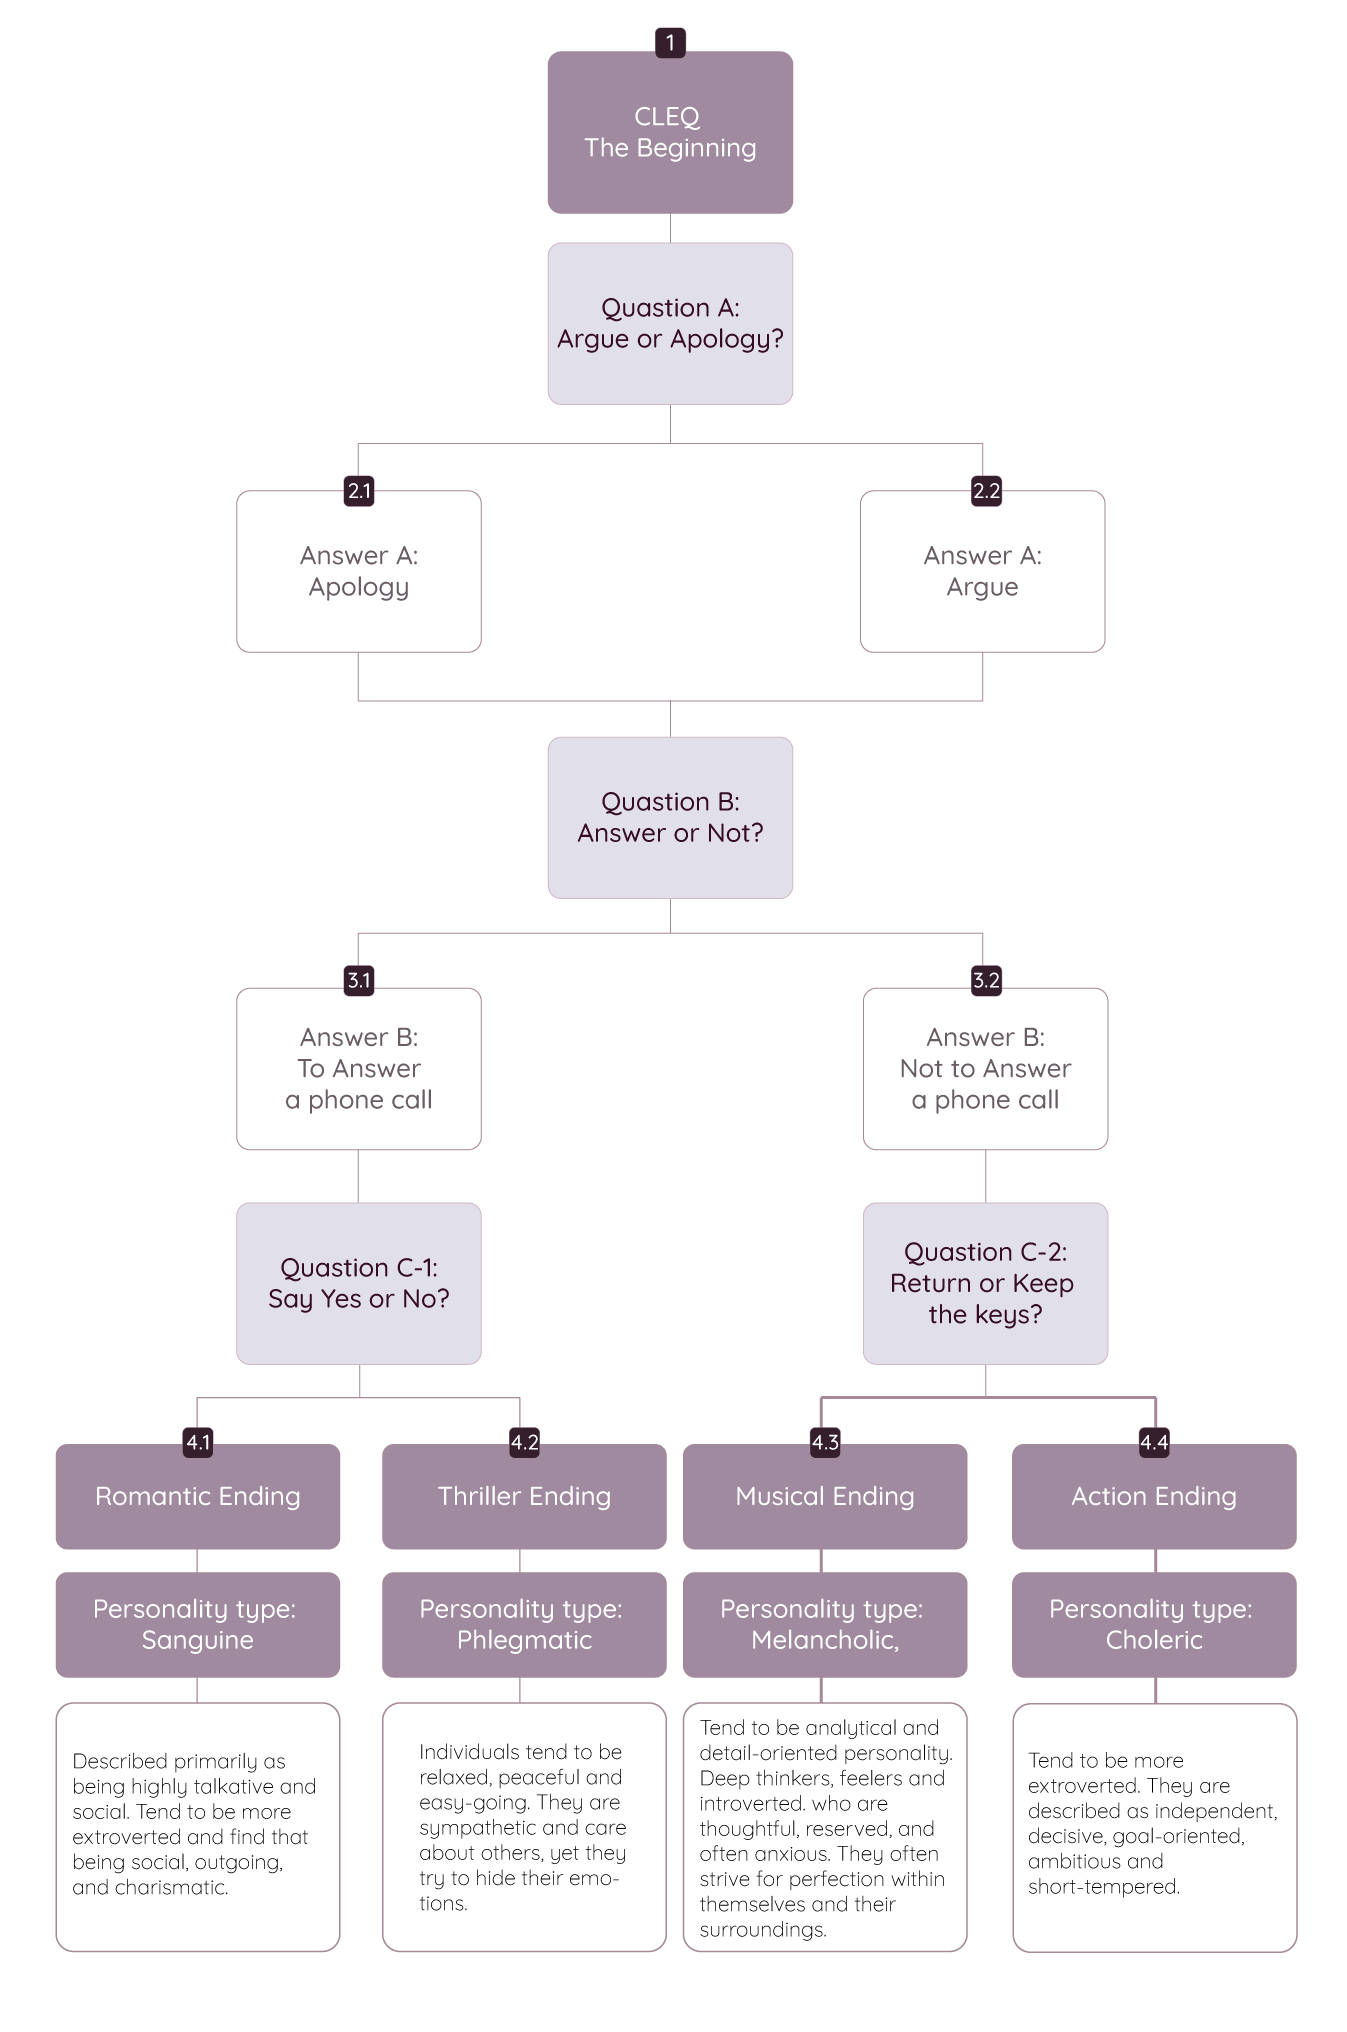 1
CLEQ
The Beginning
Quastion A:
Argue or Apology?
2.1
Answer A:
Apology
2.2
Answer A:
Argue
Quastion B:
Answer or Not?
3.1
Answer B:
To Answer
a phone call
3.2
Answer B:
Not to Answer
a phone call
Quastion C-1:
Say Yes or No?
Quastion C-2:
Return or Keep
the keys?
4.1
Romantic Ending
Personality type:
Sanguine
Described primarily as
being highly talkative and
social. Tend to be more
extroverted and find that
being social, outgoing,
and charismatic.
4.2
Thriller Ending
Personality type:
Phlegmatic
Individuals tend to be
relaxed, peaceful and
easy-going. They are
sympathetic and care
about others, yet they
try to hide their emo-
tions.
4.3
Musical Ending
Personality type:
Melancholic,
Tend to be analytical and
detail-oriented personality.
Deep thinkers, feelers and
introverted. who are
thoughtful, reserved, and
often anxious. They often
strive for perfection within
themselves and their
surroundings.
4.4
Action Ending
Personality type:
Choleric
Tend to be more
extroverted. They are
described as independent,
decisive, goal-oriented,
ambitious and
short-tempered.